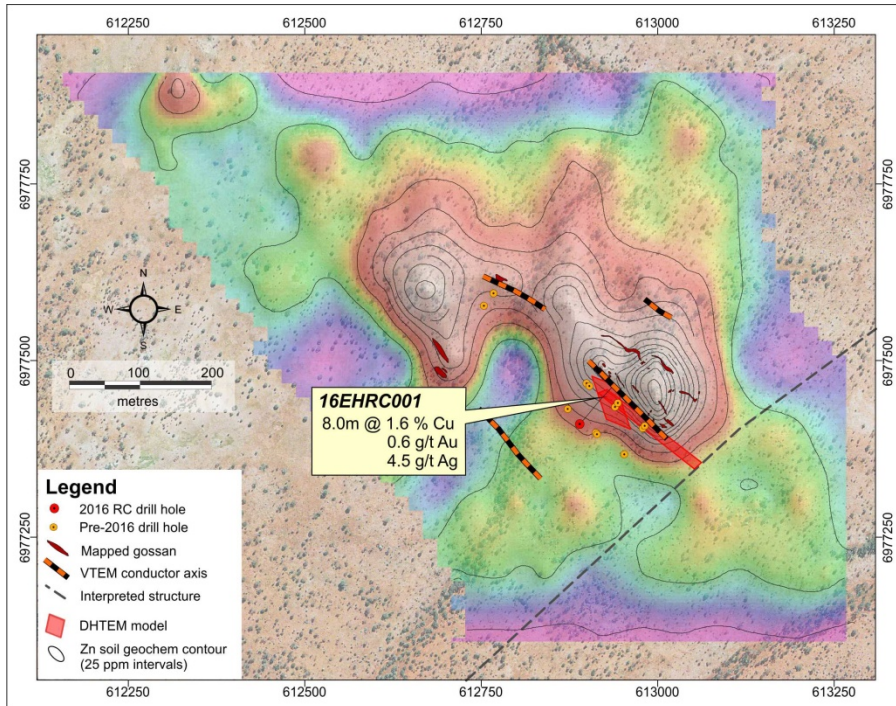 612250 612500 612750 613000 613250
6977750
6977750
6977500
6977500
6977250
6977250
N
W E
S
0 100 200
metres
16EHRC001
8.0m @ 1.6 % Cu
0.6 g/t Au
4.5 g/t Ag
Legend
2016 RC drill hole
Pre-2016 drill hole
Mapped gossan
VTEM conductor axis
Interpreted structure
DHTEM model
Zn soil geochem contour
(25 ppm intervals)
612250 612500 612750 613000 613250